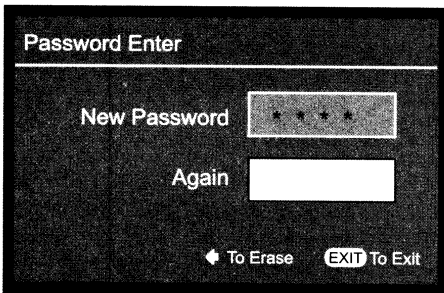 Password Enter
New Password * * * *
Again
To Erase EXIT To Exit